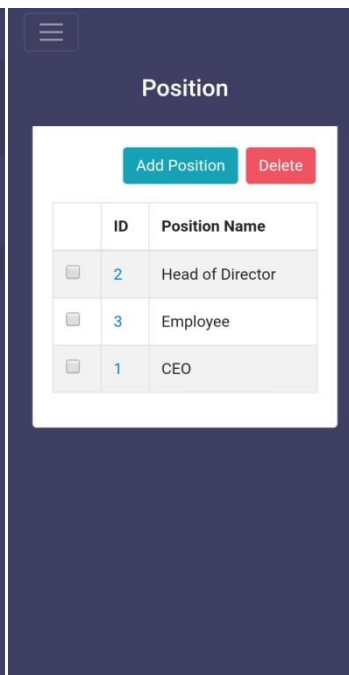 Position
Add Position Delete
ID Position Name
2 Head of Director
3 Employee
1 CEO